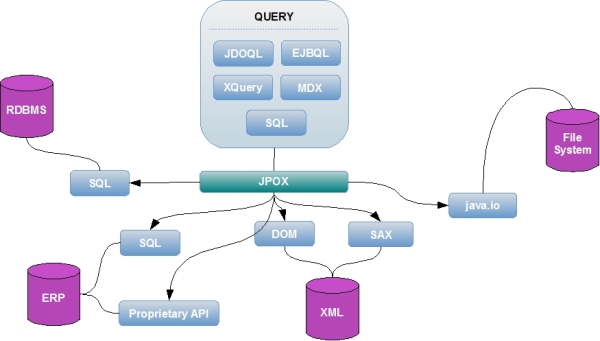 QUERY
JDOQL
EJBQL
XQuery
MDX
SQL
RDBMS
File
System
SQL
JPOX
java.io
SQL
DOM
SAX
ERP
Proprietary API
XML